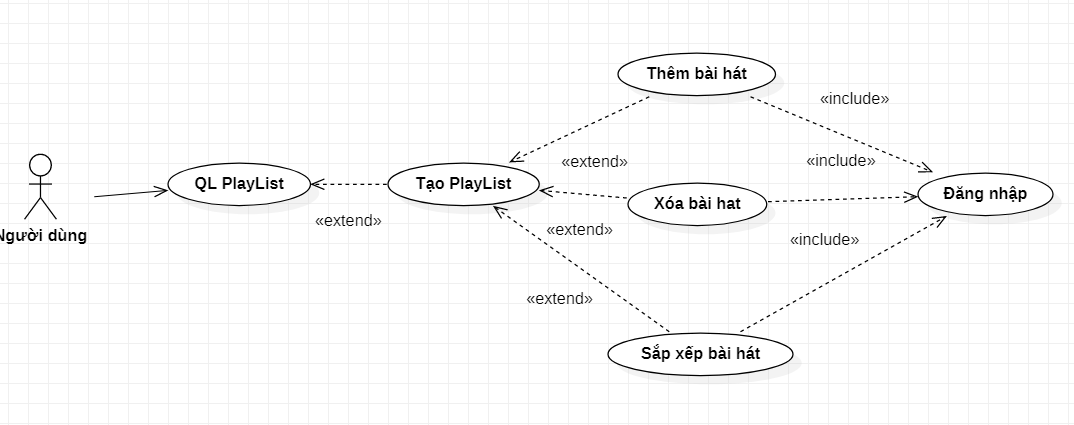 Thêm bài hát
«include»
«extend»
«include»
QL PlayList
Tạo PlayList
Đăng nhập
Xóa bài hat
«extend»
«extend»
«include»
Người dùng
«extend»
Sắp xếp bài hát